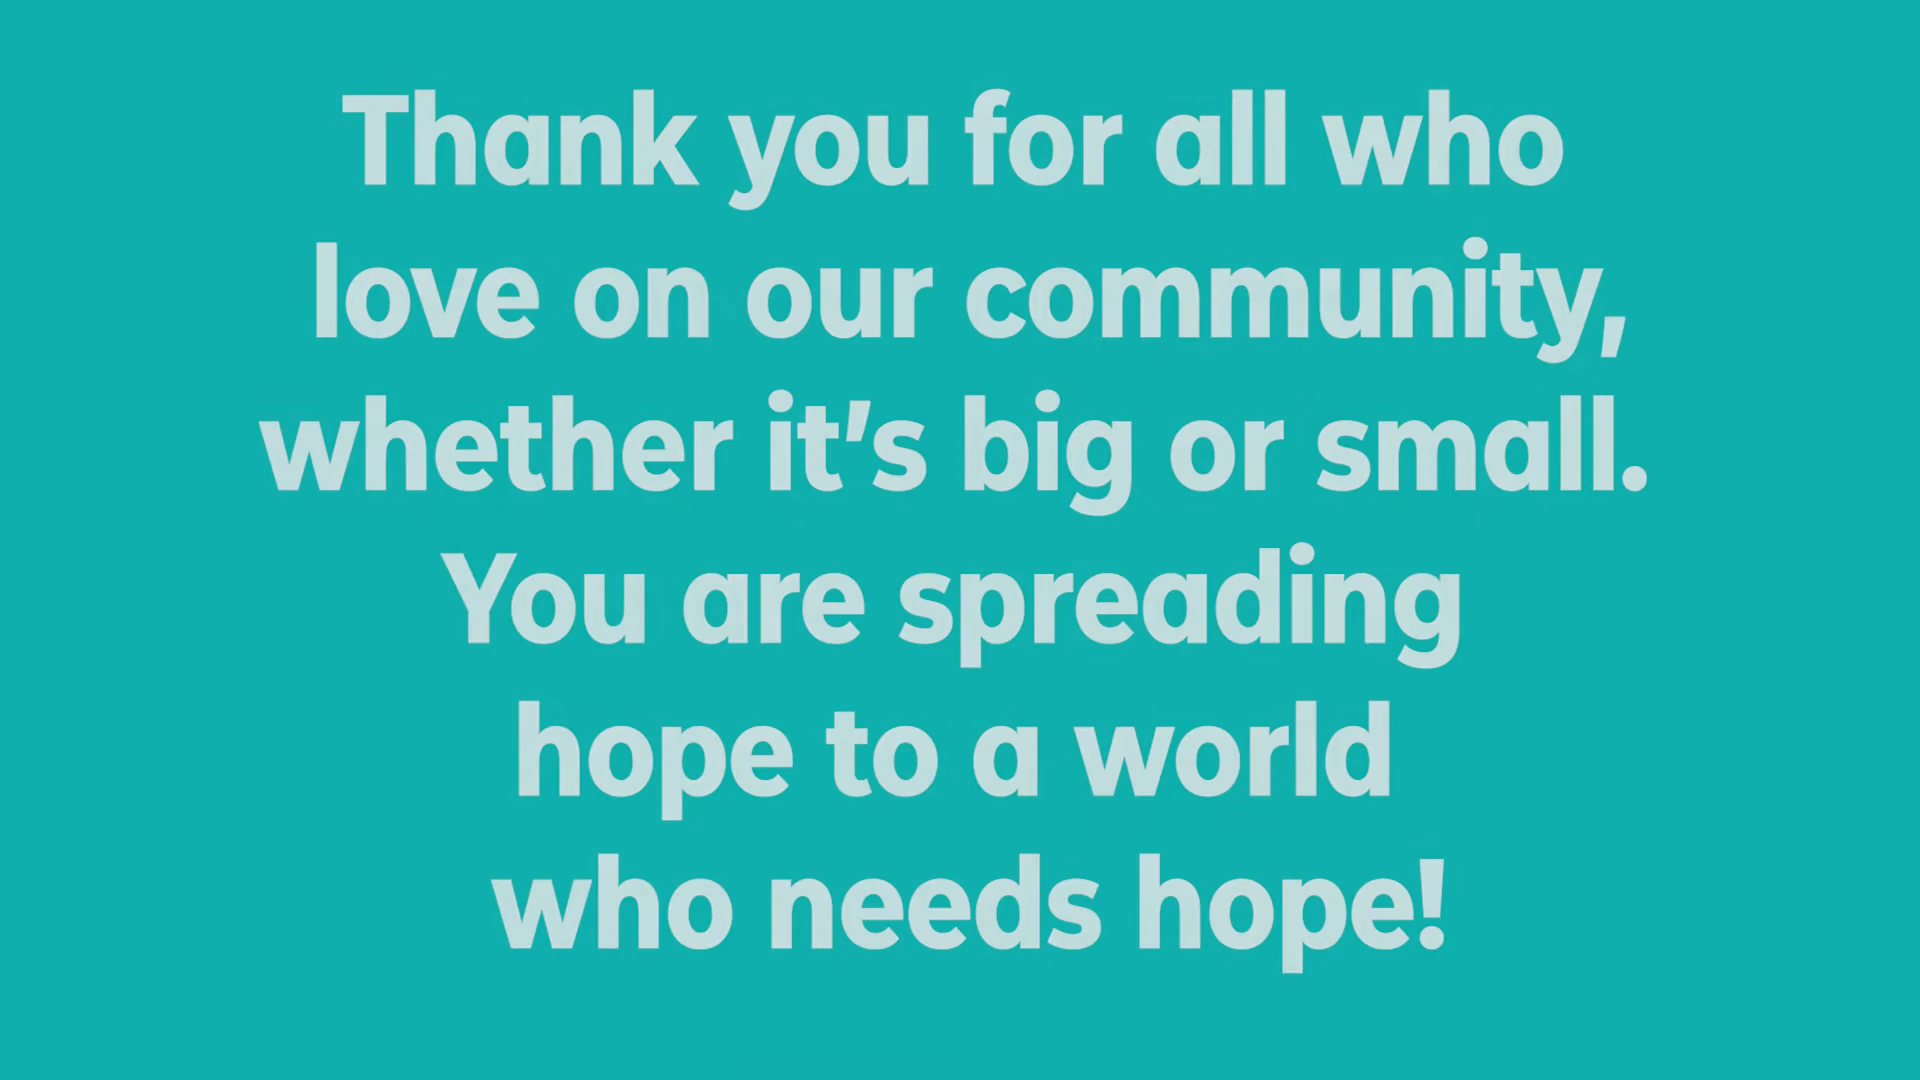 Thank you for all who
love on our community,
whether it's big or small.
You are spreading
hope to a world
who needs hope!